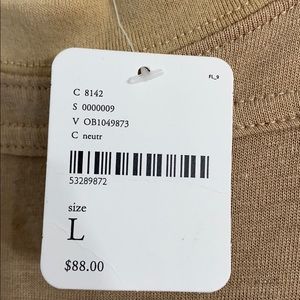 FL_9
C 8142
S 0000009
V OB1049873
C neutr
53289872
size
L
$88.00